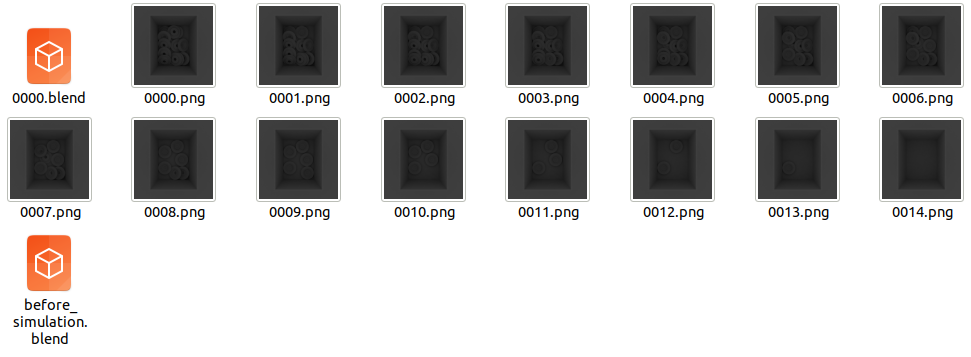 0000.blend
0000.png
0001.png
0002.png
0003.png
0004.png
0005.png
0006.png
0007.png
0008.png
0009.png
0010.png
0011.png
0012.png
0013.png
0014.png
before_
simulation.
blend